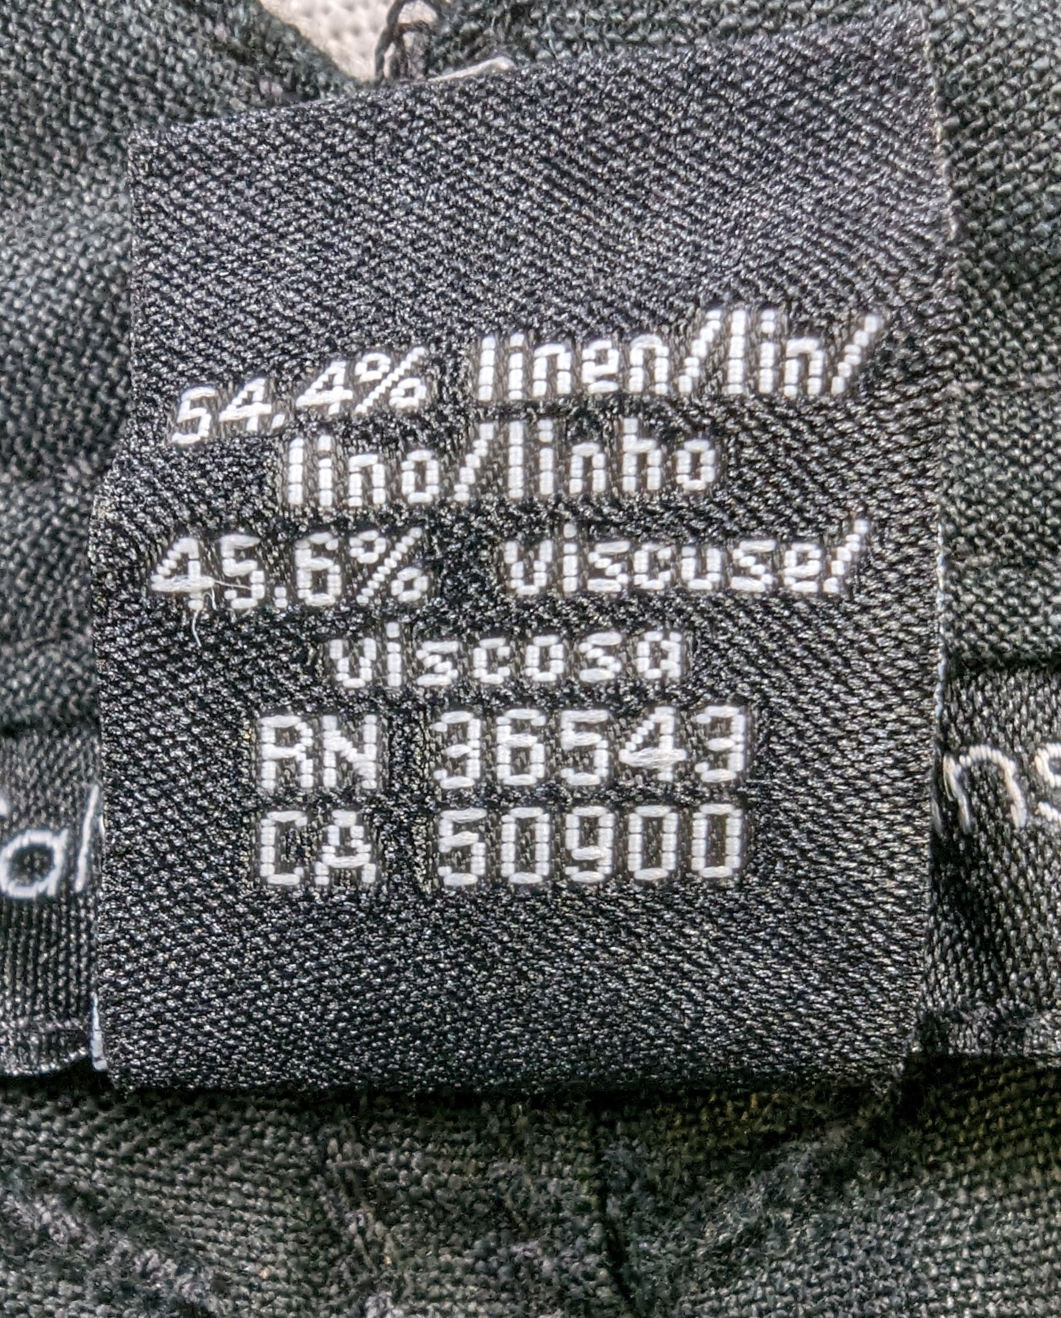 54.4% linen/lin/
lino/linho
45.6% viscose/
viscosa
RN 36543
CA 50900